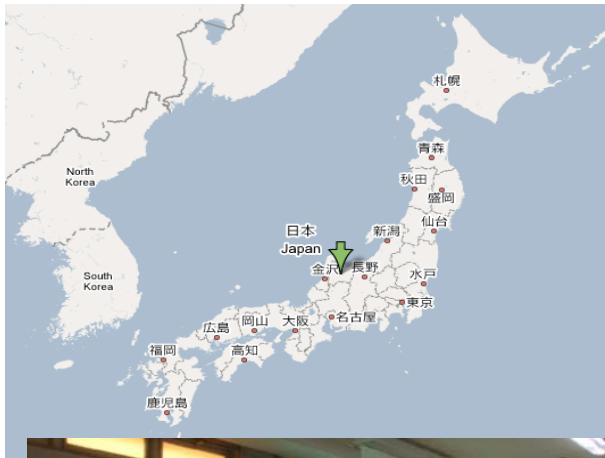 札幌
青森
秋田
盛岡
仙台
North
Korea
日本
Japan
新潟
South
Korea
金沢
長野
水戸
東京
名古屋
大阪
岡山
広島
高知
福岡
鹿児島